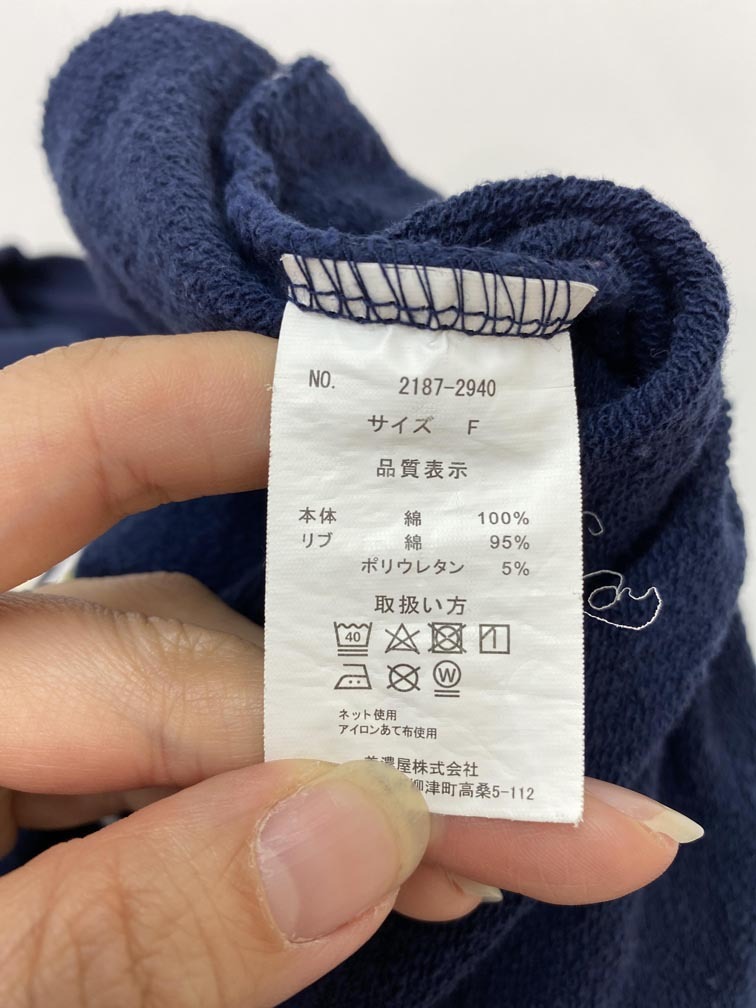 NO. 2187-2940
サイズ F
品質表示
本体 綿 100%
リブ 綿 95%
ポリウレタン 5%
取扱い方
40
W
ネット使用
アイロンあて布使用
美濃屋株式会社
柳津町高桑5-112